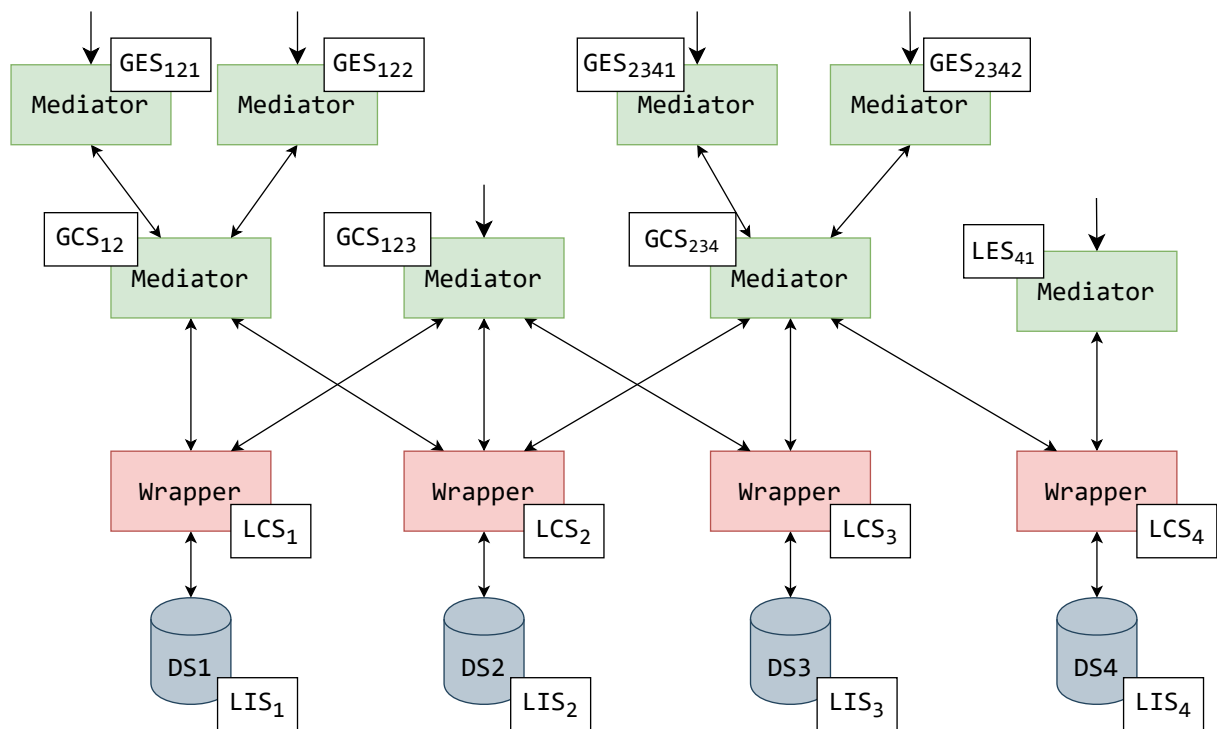 GES121
GES122
GES2341
GES2342
Mediator
Mediator
Mediator
Mediator
GCS12
GCS123
GCS234
LES41
Mediator
Mediator
Mediator
Mediator
Wrapper
Wrapper
Wrapper
Wrapper
LCS1
LCS2
LCS3
LCS4
DS1
DS2
DS3
DS4
LIS1
LIS2
LIS3
LIS4